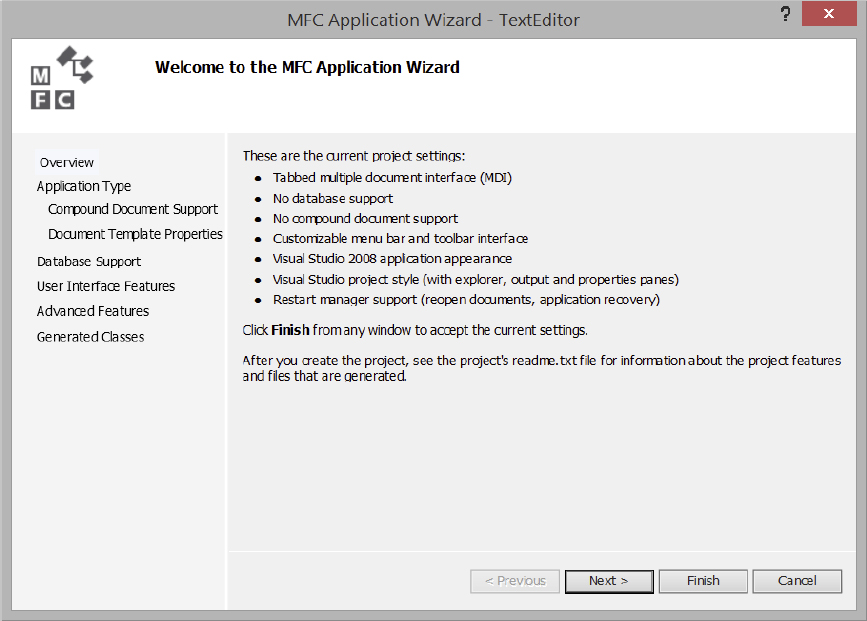 MFC Application Wizard - TextEditor
?
x
M
F C
Welcome to the MFC Application Wizard
Overview
Application Type
Compound Document Support
Document Template Properties
Database Support
User Interface Features
Advanced Features
Generated Classes
These are the current project settings:
• Tabbed multiple document interface (MDI)
• No database support
• No compound document support
• Customizable menu bar and toolbar interface
• Visual Studio 2008 application appearance
• Visual Studio project style (with explorer, output and properties panes)
• Restart manager support (reopen documents, application recovery)
Click Finish from any window to accept the current settings.
After you create the project, see the project's readme.txt file for information about the project features
and files that are generated.
< Previous
Next >
Finish
Cancel